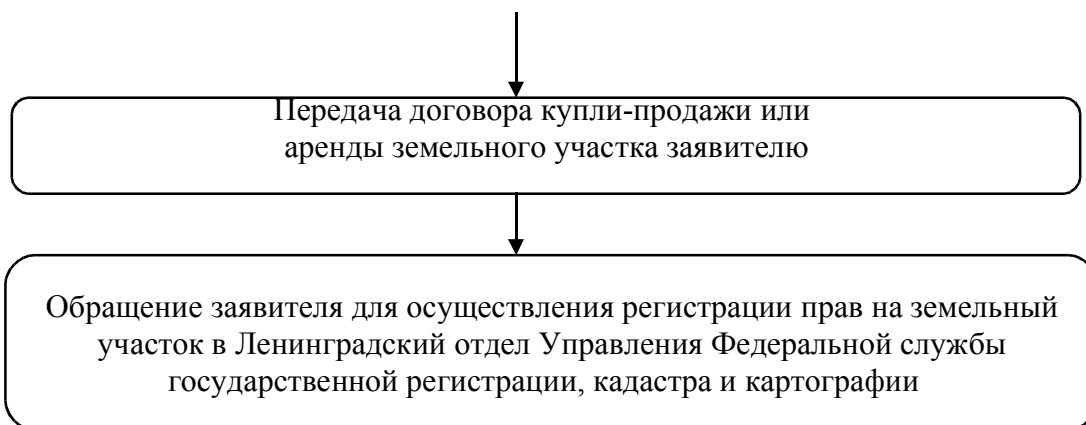 Передача договора купли-продажи или
аренды земельного участка заявителю
Обращение заявителя для осуществления регистрации прав на земельный
участок в Ленинградский отдел Управления Федеральной службы
государственной регистрации, кадастра и картографии